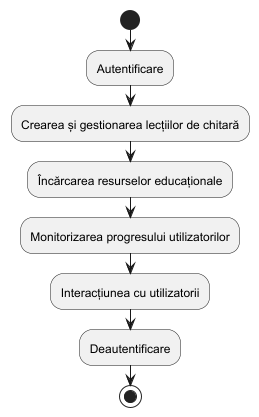 Autentificare
Crearea și gestionarea lecțiilor de chitară
Încărcarea resurselor educaționale
Monitorizarea progresului utilizatorilor
Interacțiunea cu utilizatorii
Deautentificare